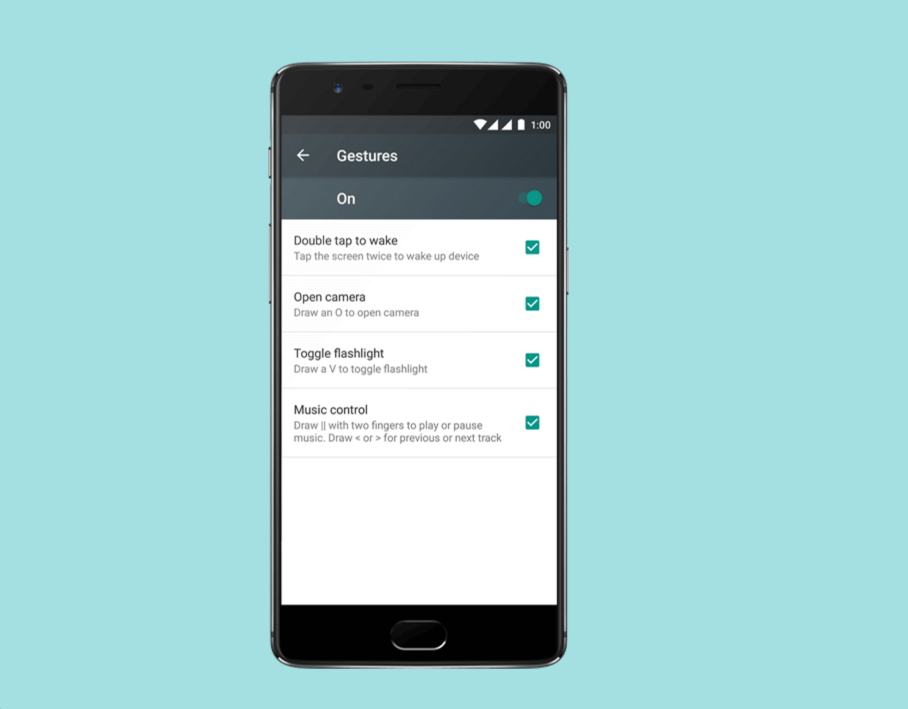 1:00
Gestures
On
Double tap to wake
Tap the screen twice to wake up device
Open camera
Draw an O to open camera
Toggle flashlight
Draw a V to toggle flashlight
Music control
Draw || with two fingers to play or pause
music. Draw < or > for previous or next track